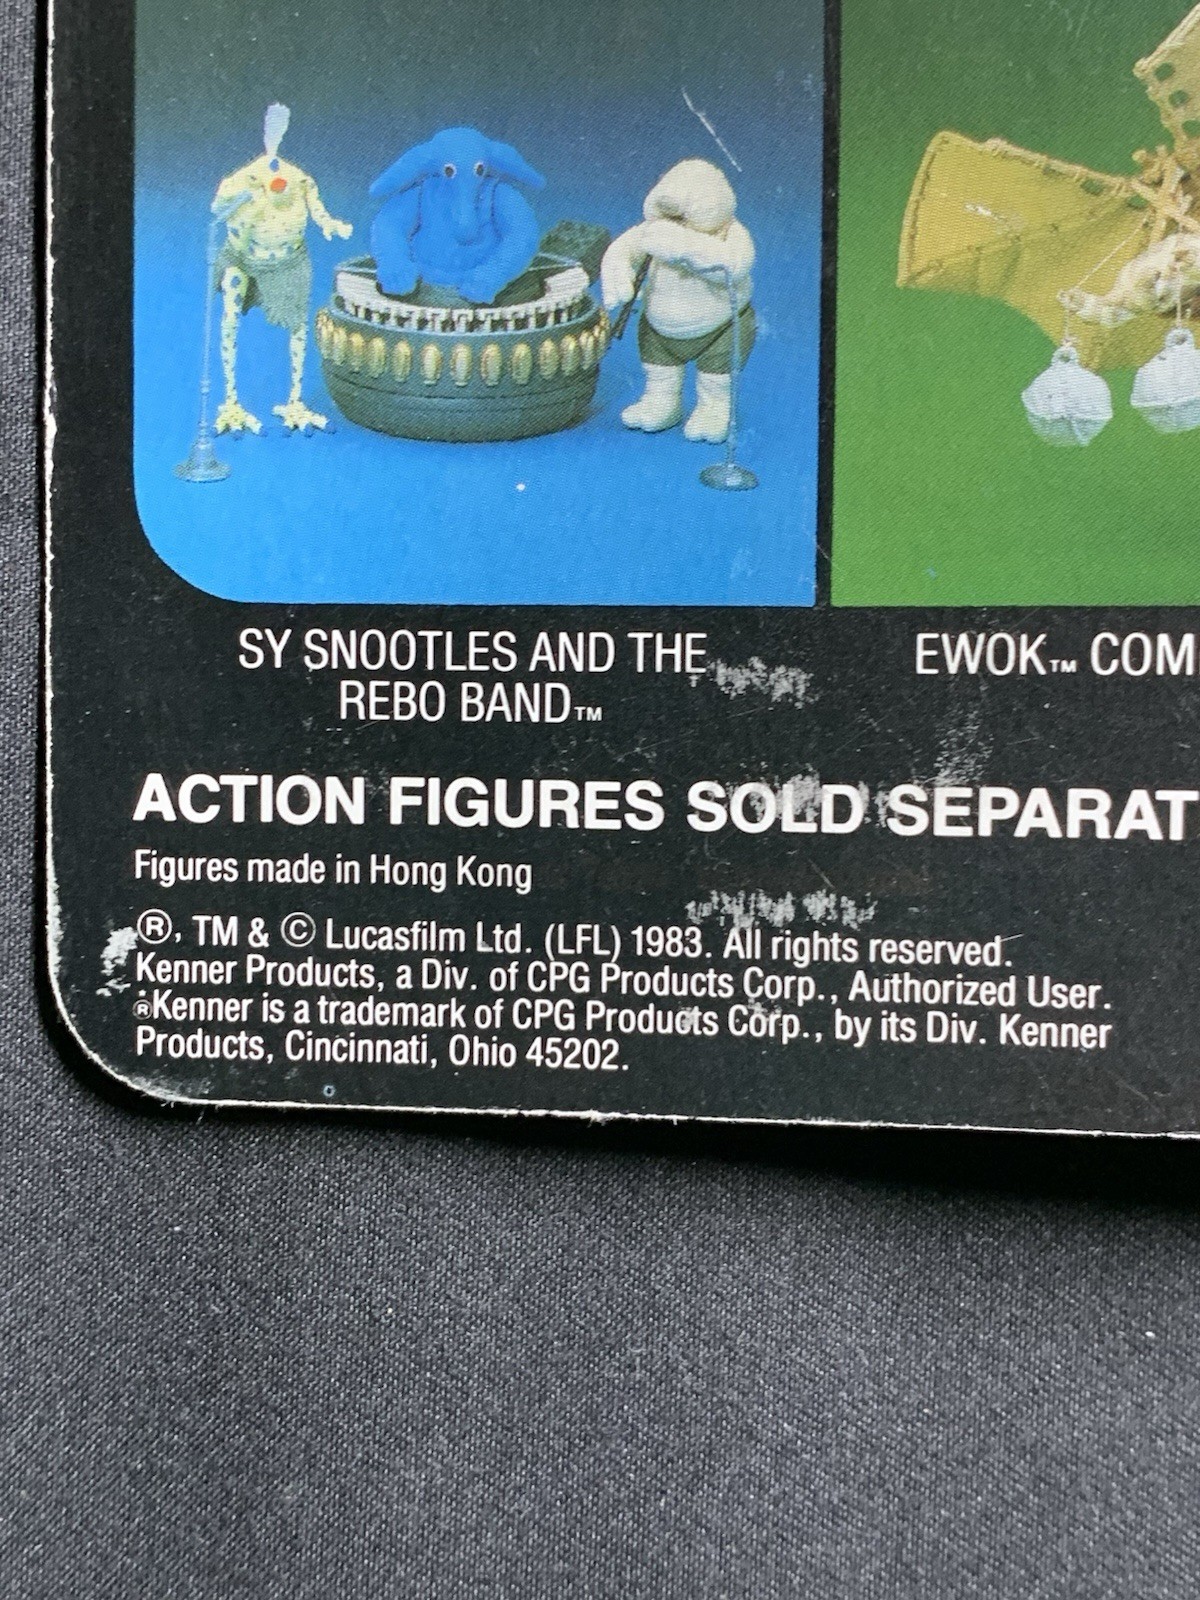 SY SNOOTLES AND THE
REBO BAND™
EWOK™ COM
ACTION FIGURES SOLD SEPARAT
Figures made in Hong Kong
®, TM & © Lucasfilm Ltd. (LFL) 1983. All rights reserved.
Kenner Products, a Div. of CPG Products Corp., Authorized User.
®Kenner is a trademark of CPG Products Corp., by its Div. Kenner
Products, Cincinnati, Ohio 45202.